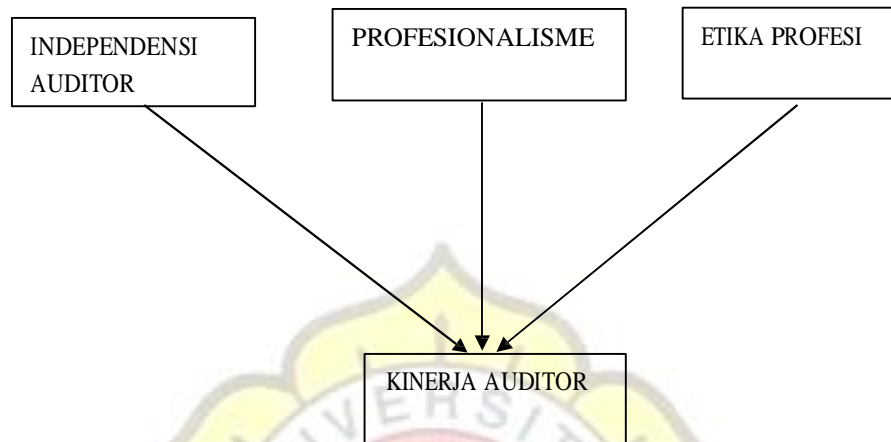 INDEPENDENSI
AUDITOR
PROFESIONALISME
ETIKA PROFESI
KINERJA AUDITOR